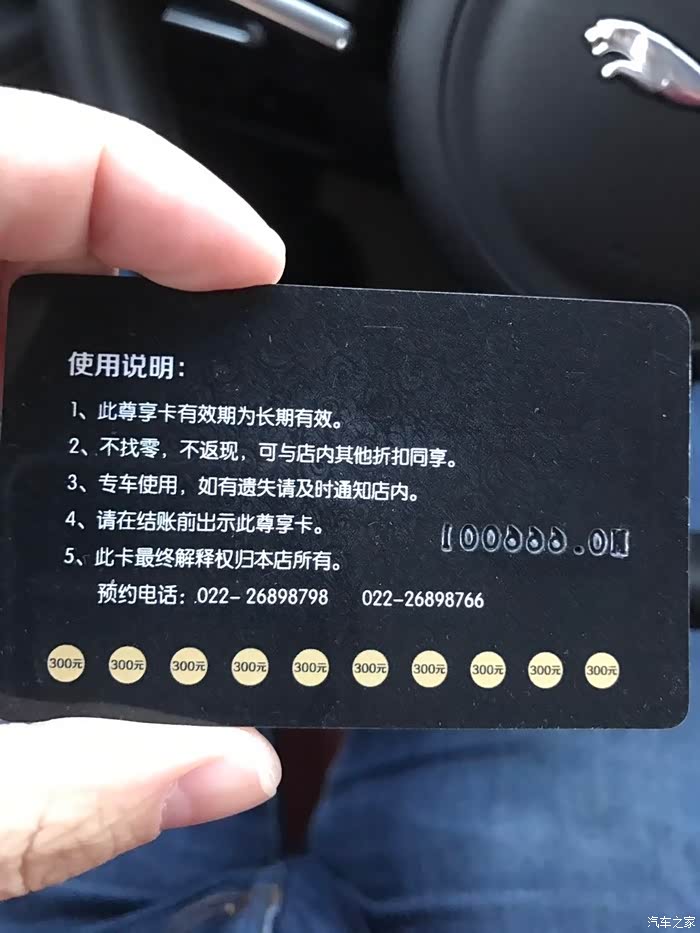 使用说明：
1、此尊享卡有效期为长期有效。
2、不找零，不返现，可与店内其他折扣同享。
3、专车使用，如有遗失请及时通知店内。
4、请在结账前出示此尊享卡。
5、此卡最终解释权归本店所有。
预约电话：022-26898798 022-26898766
300元 300元 300元 300元 300元 300元 300元 300元 300元 300元
汽车之家